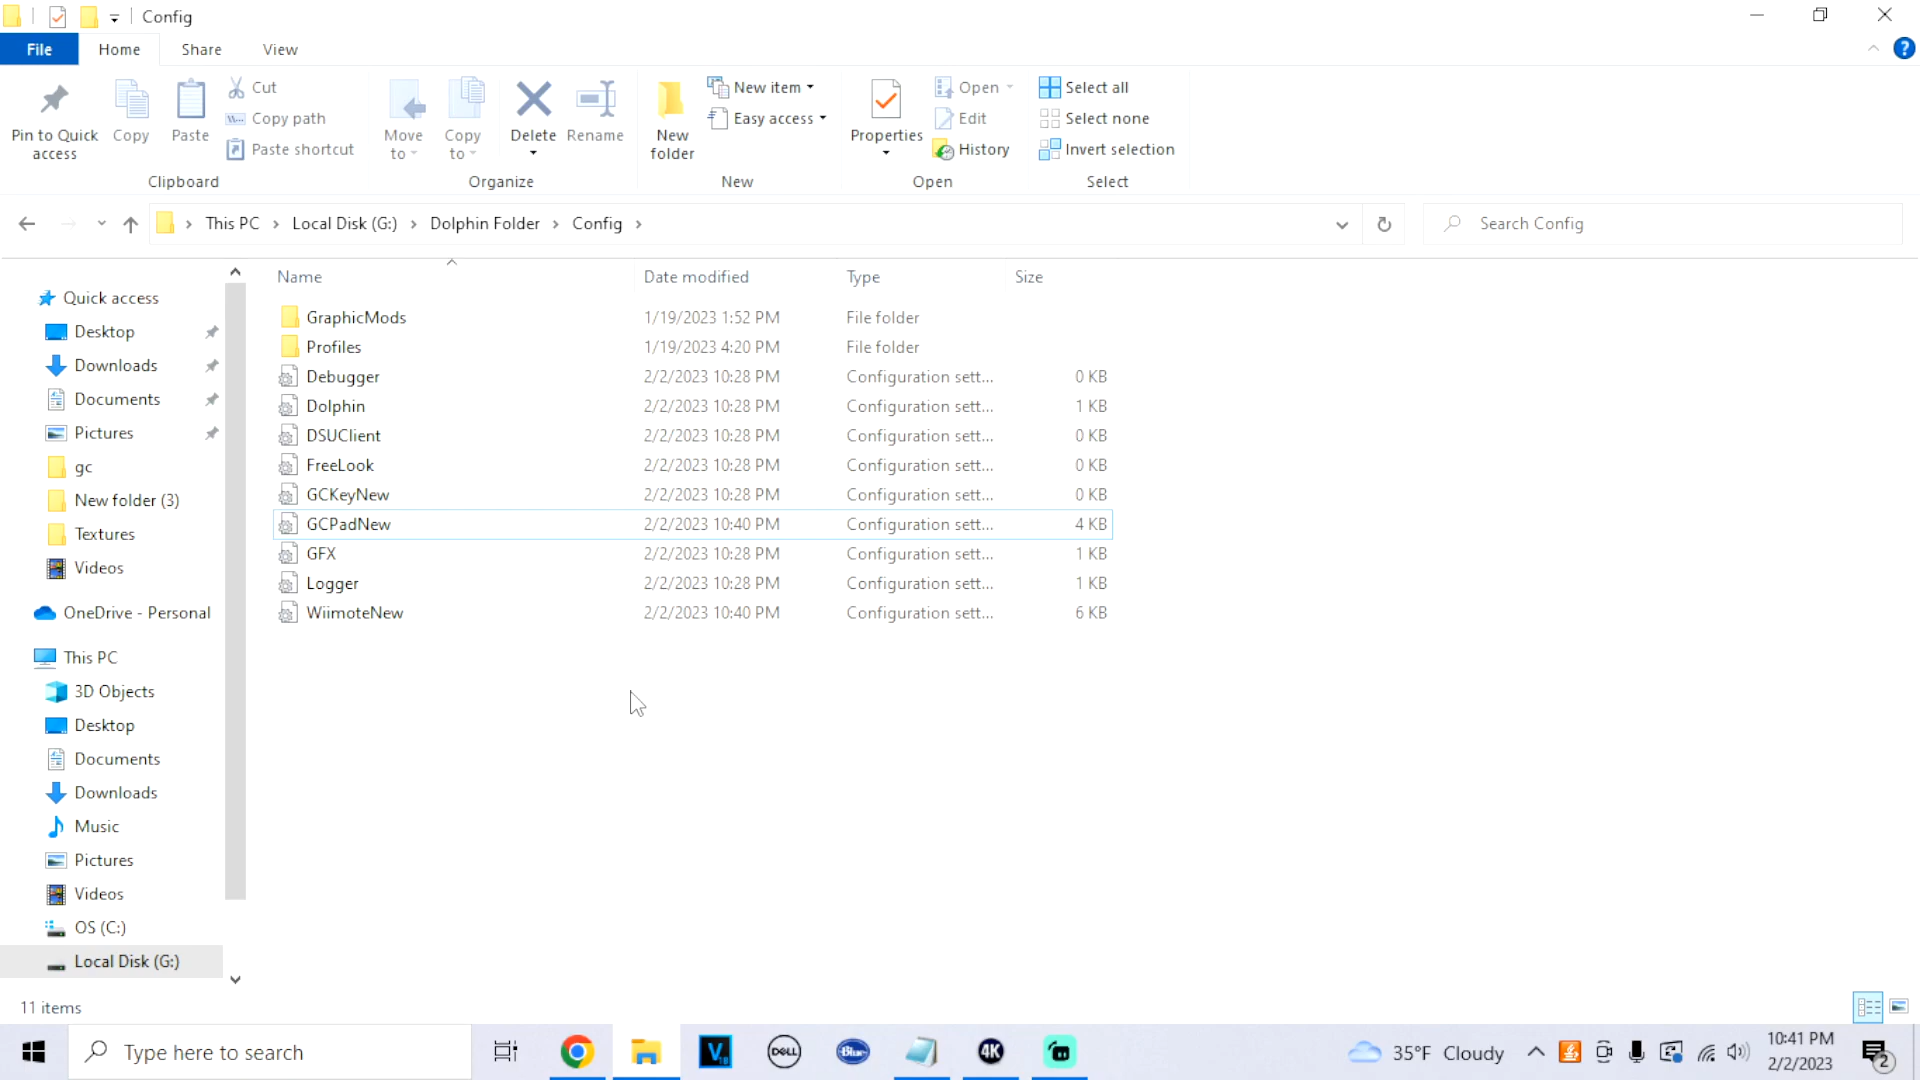 Config
File Home Share View
Pin to Quick access
Copy
Paste
Cut
Copy path
Paste shortcut
Clipboard
Move to
Copy to
Delete
Rename
Organize
New folder
New item
Easy access
New
Properties
Open
Edit
History
Open
Select all
Select none
Invert selection
Select
This PC Local Disk (G:) Dolphin Folder Config
Search Config
Name Date modified Type Size
GraphicMods 1/19/2023 1:52 PM File folder
Profiles 1/19/2023 4:20 PM File folder
Debugger 2/2/2023 10:28 PM Configuration sett... 0 KB
Dolphin 2/2/2023 10:28 PM Configuration sett... 1 KB
DSUClient 2/2/2023 10:28 PM Configuration sett... 0 KB
FreeLook 2/2/2023 10:28 PM Configuration sett... 0 KB
GCKeyNew 2/2/2023 10:28 PM Configuration sett... 0 KB
GCPadNew 2/2/2023 10:40 PM Configuration sett... 4 KB
GFX 2/2/2023 10:28 PM Configuration sett... 1 KB
Logger 2/2/2023 10:28 PM Configuration sett... 1 KB
WiimoteNew 2/2/2023 10:40 PM Configuration sett... 6 KB
Quick access
Desktop
Downloads
Documents
Pictures
gc
New folder (3)
Textures
Videos
OneDrive - Personal
This PC
3D Objects
Desktop
Documents
Downloads
Music
Pictures
Videos
OS (C:)
Local Disk (G:)
11 items
Type here to search
DELL
Blue
4K
35°F Cloudy
10:41 PM
2/2/2023
2